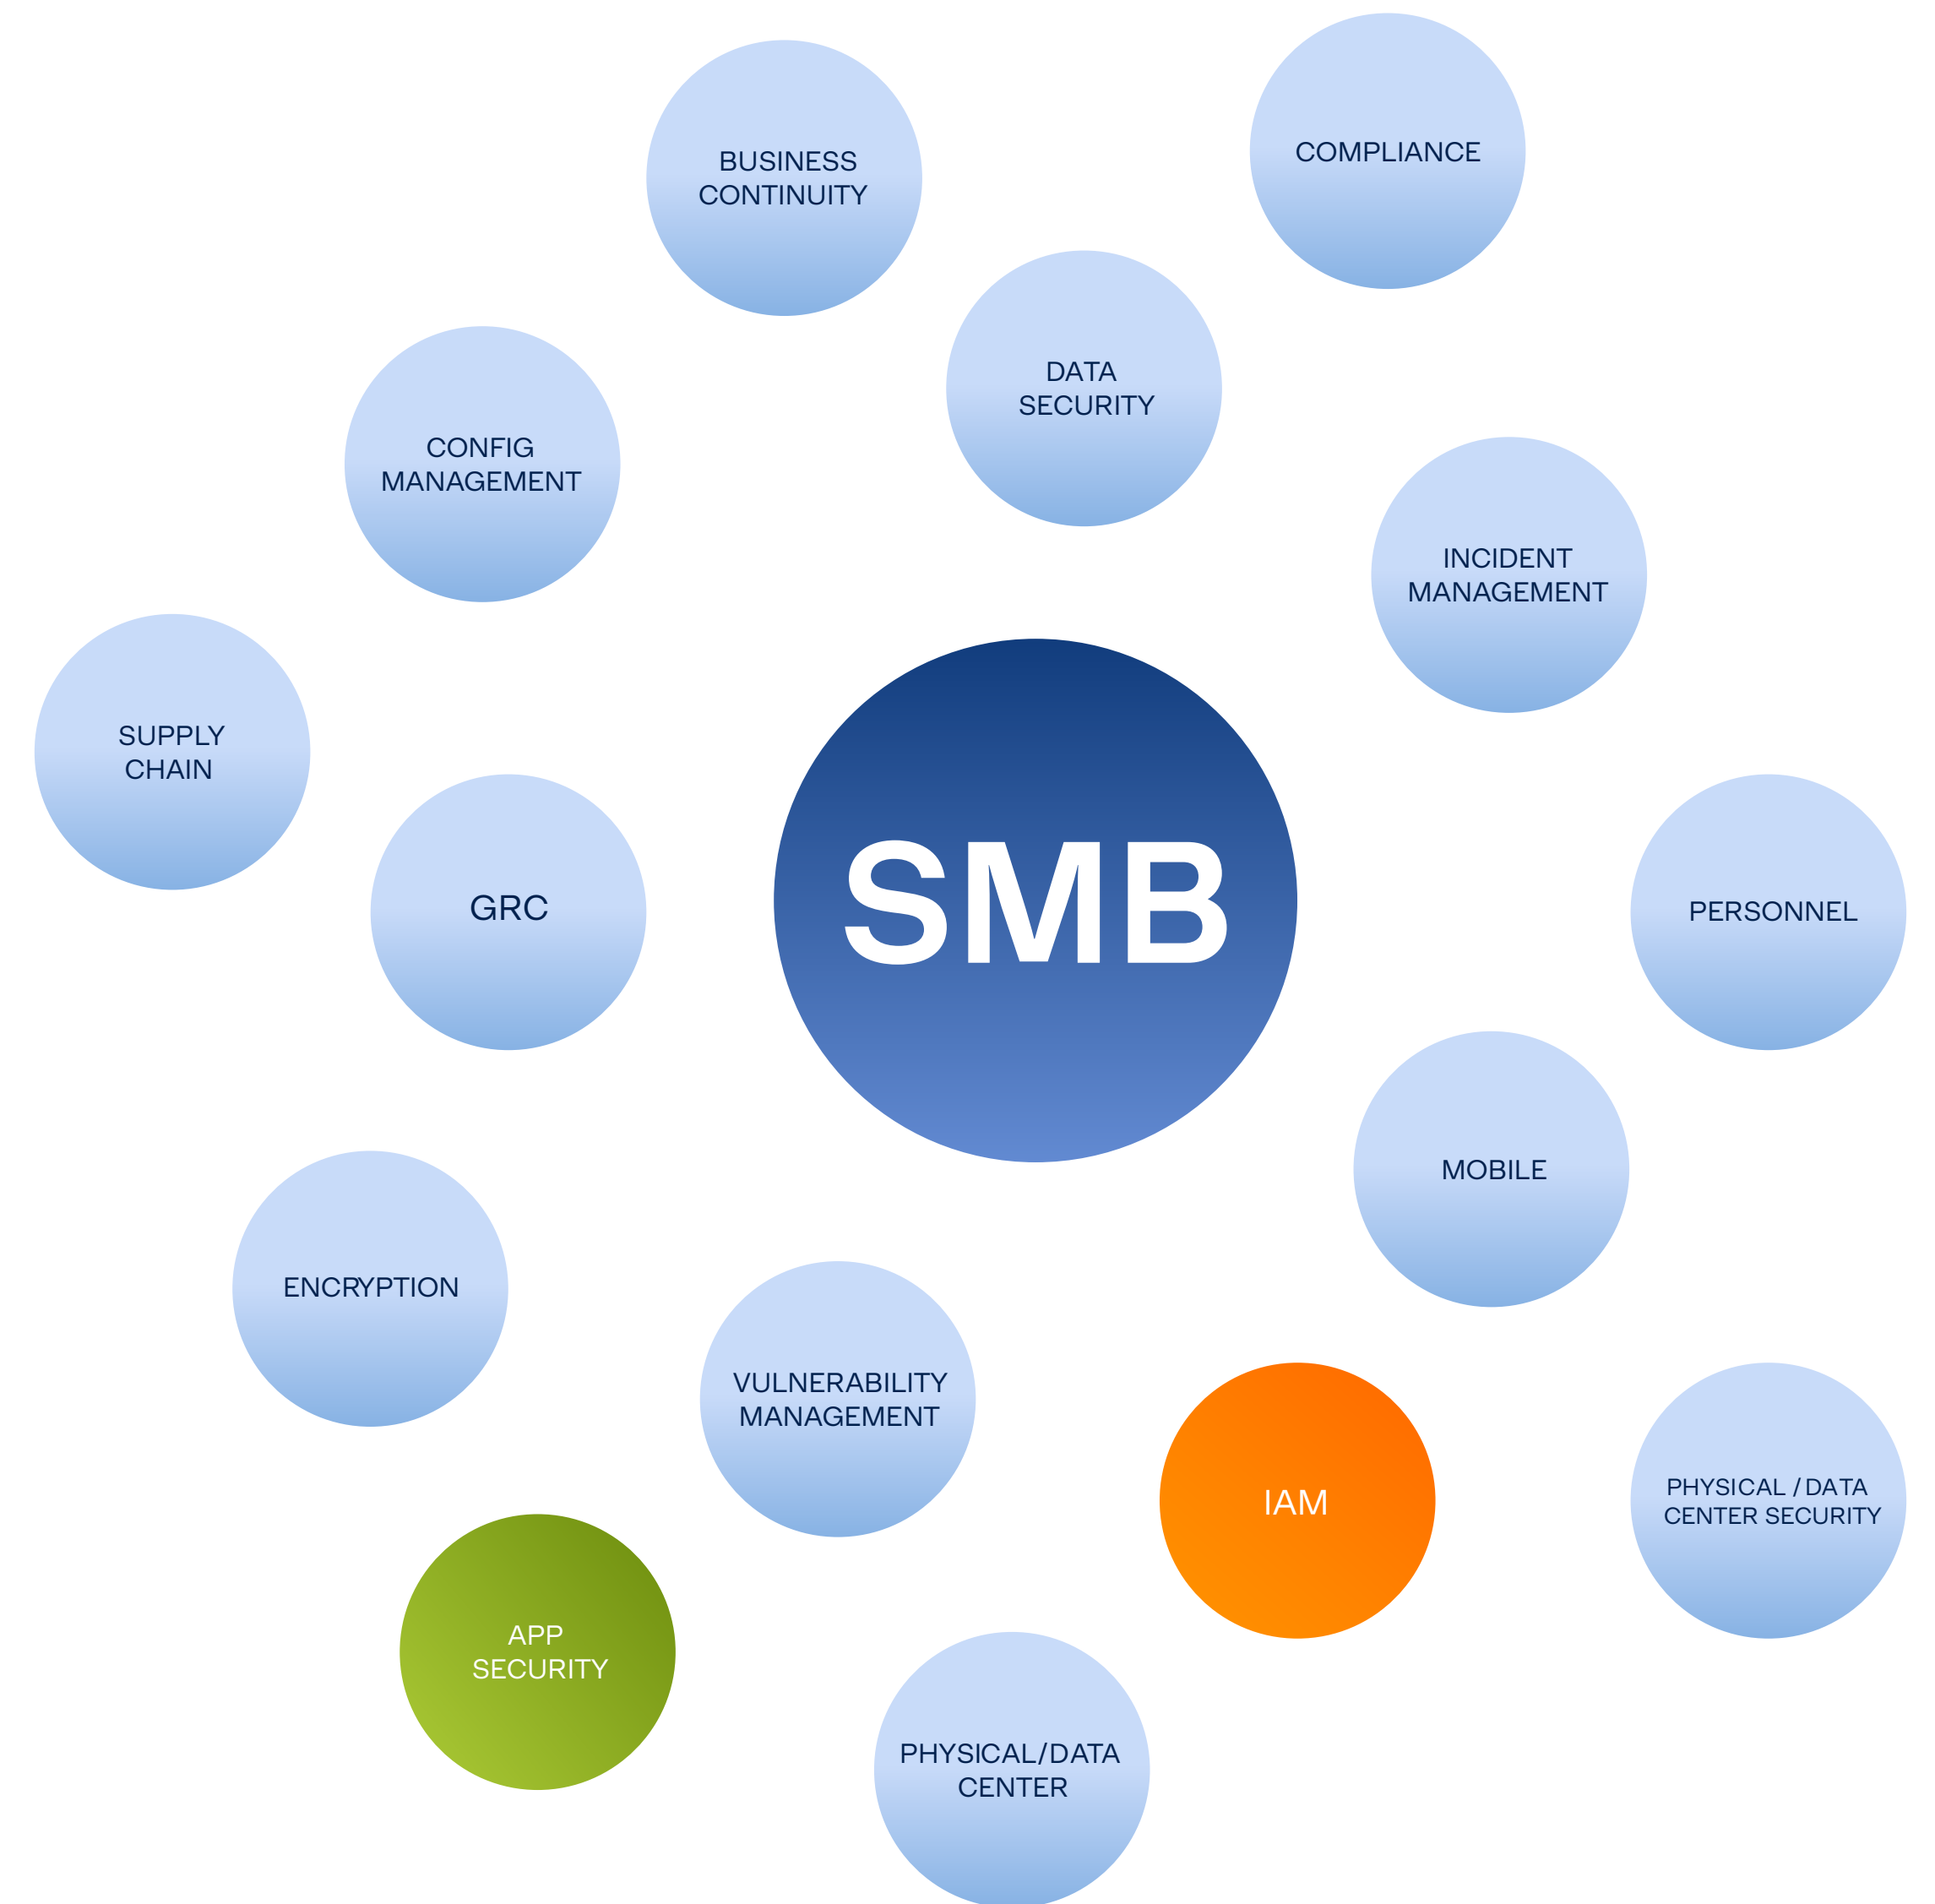 COMPLIANCE
BUSINESS
CONTINUITY
DATA
SECURITY
CONFIG
MANAGEMENT
INCIDENT
MANAGEMENT
SUPPLY
CHAIN
GRC
SMB
PERSONNEL
MOBILE
ENCRYPTION
VULNERABILITY
MANAGEMENT
IAM
PHYSICAL / DATA
CENTER SECURITY
APP
SECURITY
PHYSICAL/DATA
CENTER